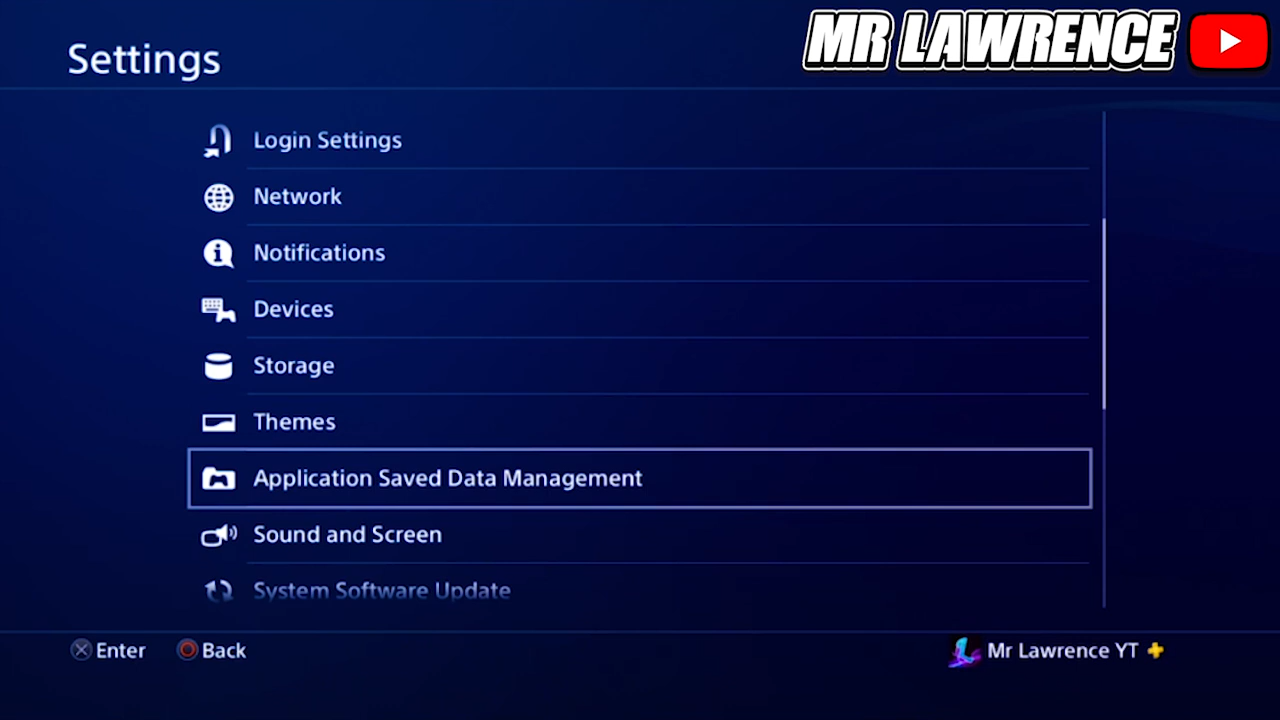 MR LAWRENCE
Settings
Login Settings
Network
Notifications
Devices
Storage
Themes
Application Saved Data Management
Sound and Screen
System Software Update
Enter
Back
Mr Lawrence YT